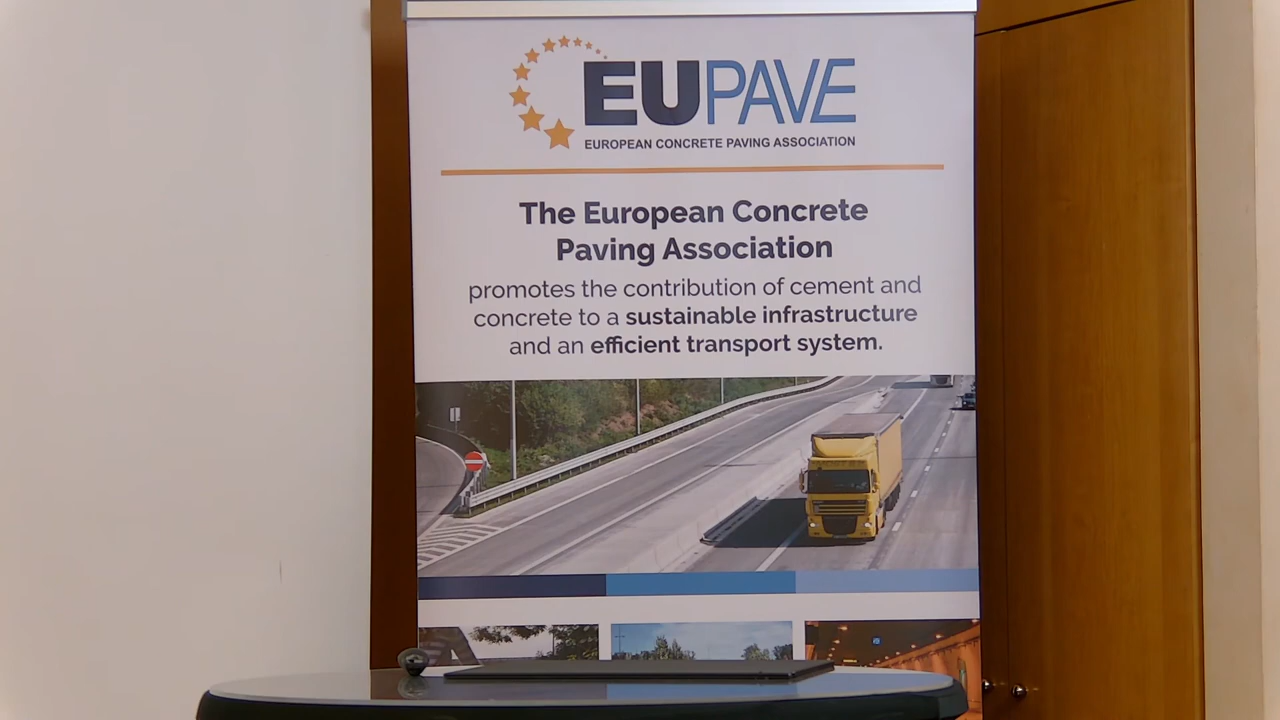 EUPAVE
EUROPEAN CONCRETE PAVING ASSOCIATION
The European Concrete
Paving Association
promotes the contribution of cement and
concrete to a sustainable infrastructure
and an efficient transport system.